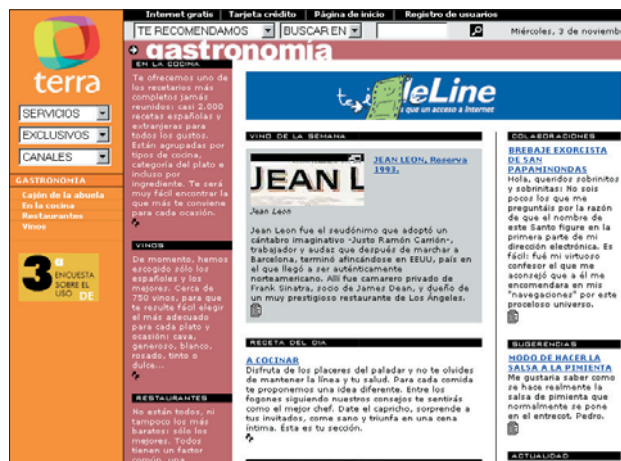 Internet gratis | Tarjeta crédito | Página de inicio | Registro de usuarios
TE RECOMENDAMOS BUSCAR EN Miércoles, 3 de noviemb
gastronomía
terra
SERVICIOS
EXCLUSIVOS
CANALES
GASTRONOMIA
Cajón de la abuela
En la cocina
Restaurantes
Vinos
3ª
ENCUESTA
SOBRE EL
USO DE
EN LA COCINA
Te ofrecemos uno de
los recetarios más
completos jamás
reunidos: casi 2.000
recetas españolas y
extranjeras para
todos los gustos.
Están agrupadas por
tipos de cocina,
categoría del plato e
incluso por
ingrediente. Te será
muy fácil encontrar la
que más te conviene
para cada ocasión.
VINOS
De momento, hemos
escogido sólo los
españoles y los
mejores. Cerca de
750 vinos, para que
te resulte fácil elegir
el más adecuado
para cada plato y
ocasión: cava,
generoso, blanco,
rosado, tinto o
dulce...
RESTAURANTES
No están todos, ni
tampoco los más
baratos: sólo los
mejores. Todos
tienen un factor
común, una
teleLine
es que un acceso a Internet
VINO DE LA SEMANA
JEAN L
JEAN LEON, Reserva
1993.
Jean Leon
Jean Leon fue el seudónimo que adoptó un
cántabro imaginativo -Justo Ramón Carrión-,
trabajador y audaz que después de marchar a
Barcelona, terminó afincándose en EEUU, país en
el que llegó a ser auténticamente
norteamericano. Allí fue camarero privado de
Frank Sinatra, socio de James Dean, y dueño de
un muy prestigioso restaurante de Los Ángeles.
RECETA DEL DIA
A COCINAR
Disfruta de los placeres del paladar y no te olvides
de mantener la línea y tu salud. Para cada comida
te proponemos una idea diferente. Entre los
fogones siguiendo nuestros consejos te sentirás
como el mejor chef. Date el capricho, sorprende a
tus invitados, come sano y triunfa en una cena
íntima. Esta es tu sección.
COLABORACIONES
BREBAJE EXORCISTA
DE SAN
PAPAMINONDAS
Hola, queridos sobrinitos
y sobrinitas: No sois
pocos los que me
preguntáis por la razón
de que el nombre de
este Santo figure en la
primera parte de mi
dirección electrónica. Es
fácil: fué mi virtuoso
confesor el que me
aconsejó que a él me
encomendara en mis
"navegaciones" por este
proceloso universo.
SUGERENCIAS
MODO DE HACER LA
SALSA A LA PIMIENTA
Me gustaria saber como
se hace realmente la
salsa de pimienta que
normalmente se pone
en el entrecot. Pedro.
ACTUALIDAD